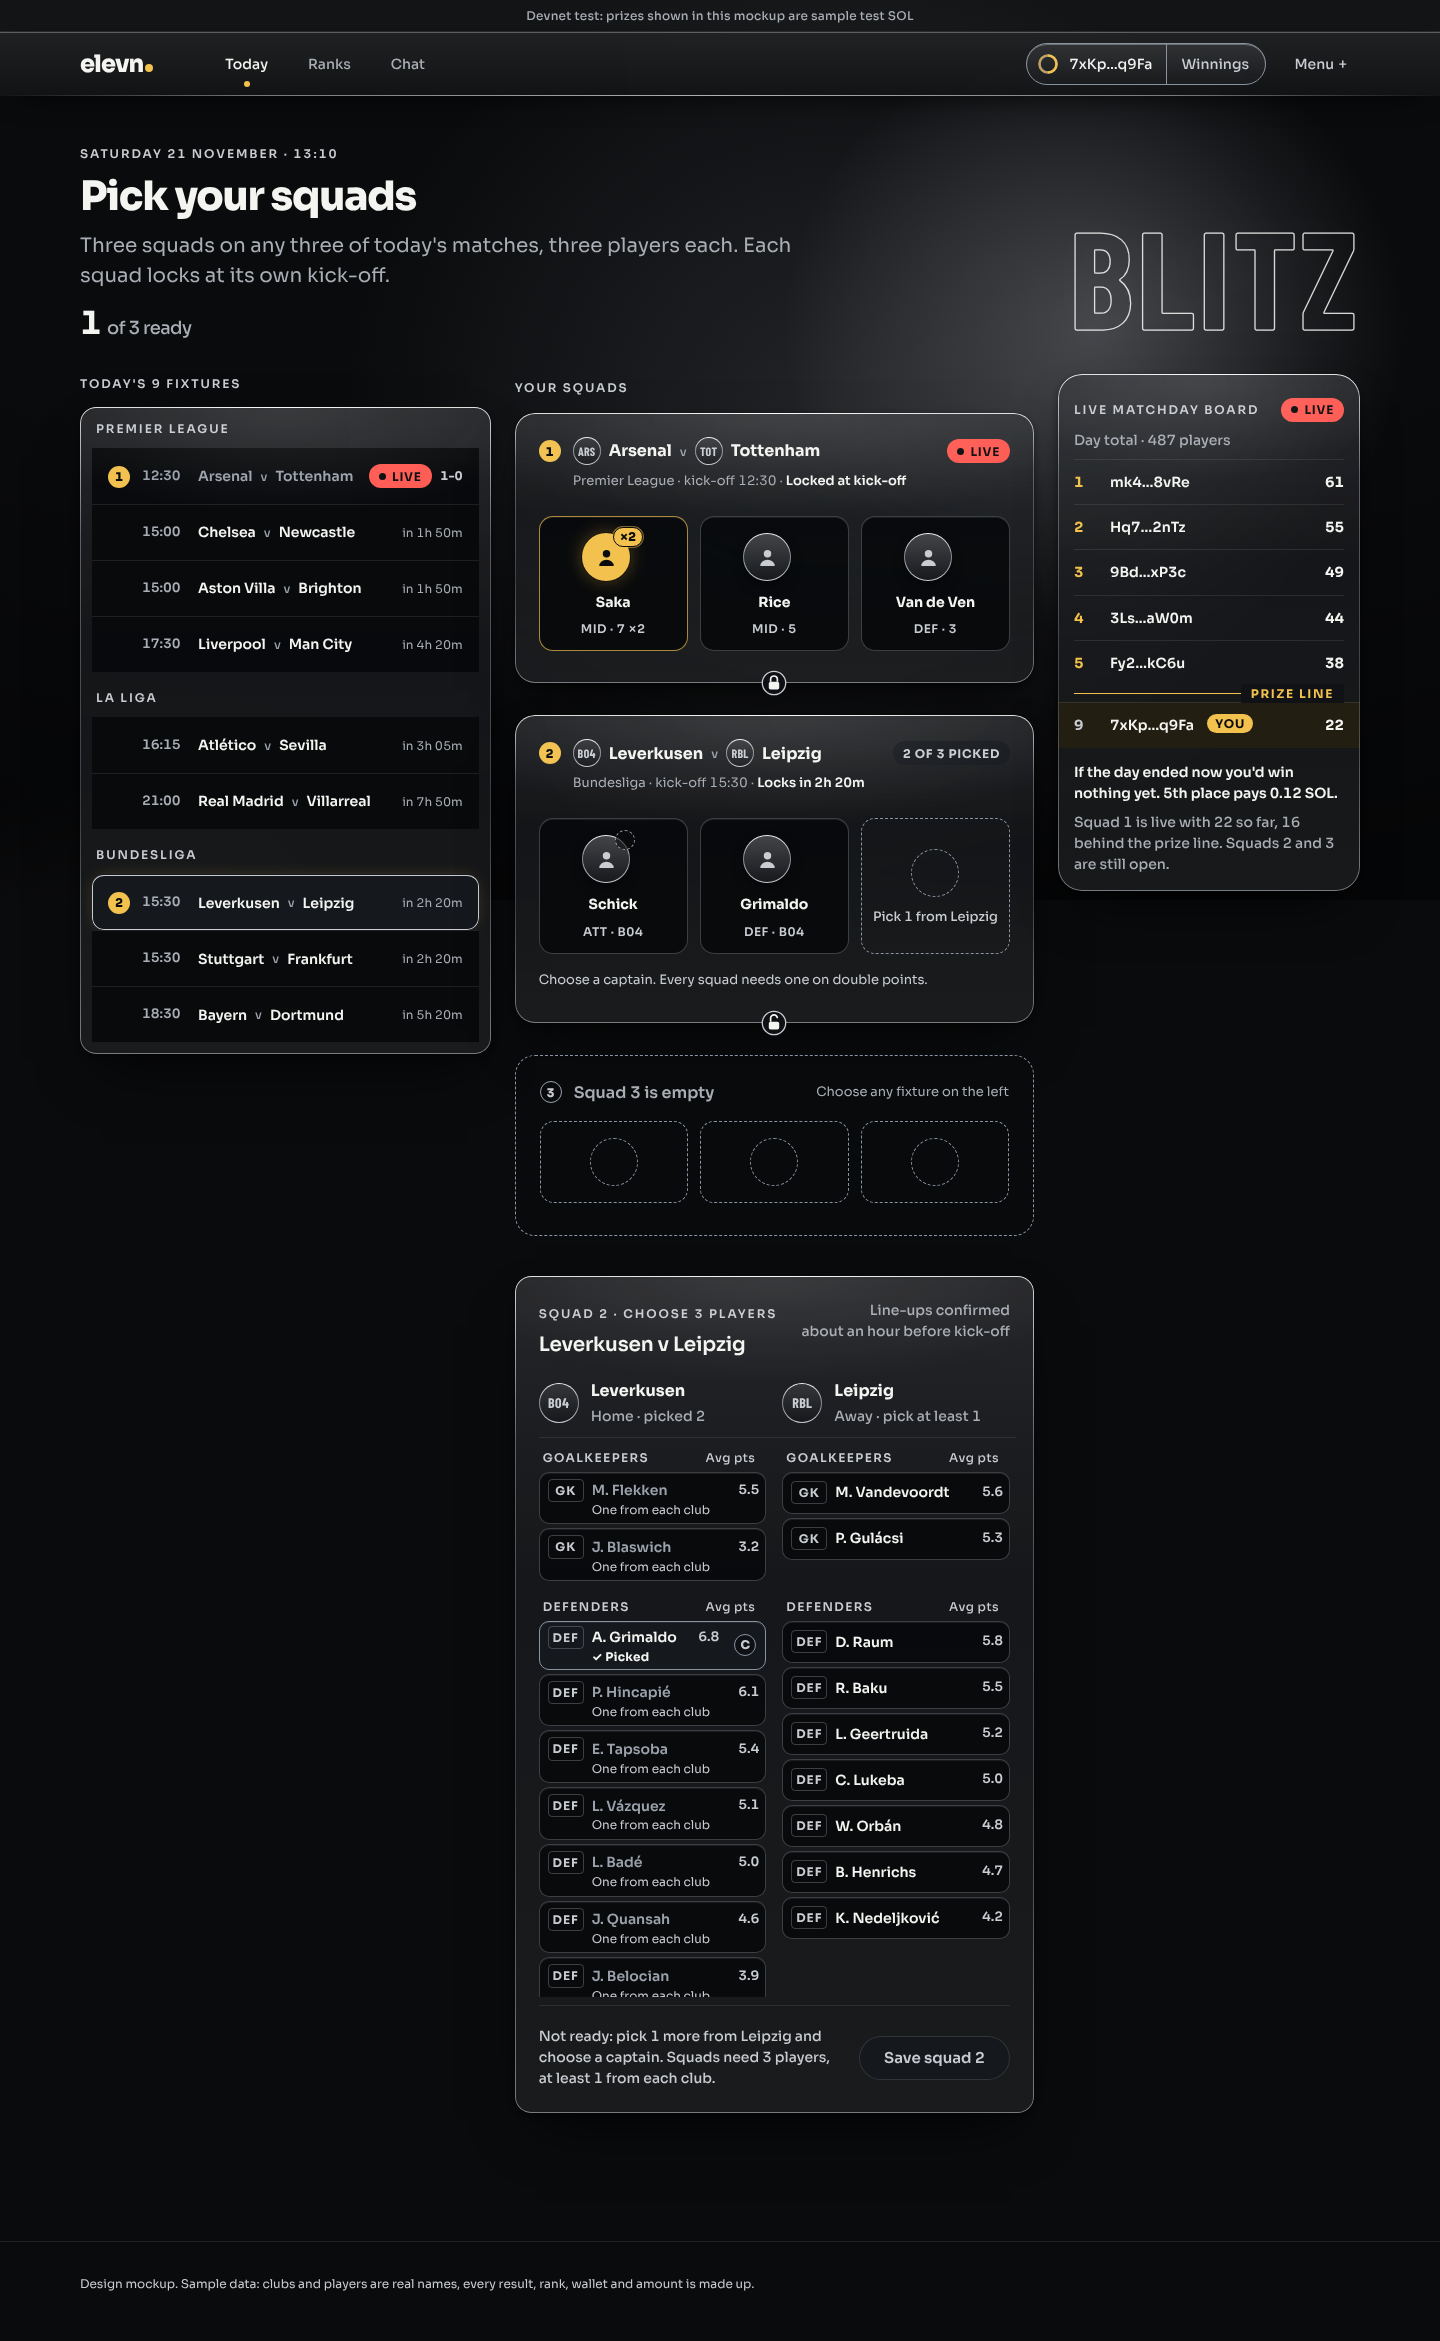 Devnet test: prizes shown in this mockup are sample test SOL
elevn.
Today
Ranks
Chat
7xKp...q9Fa
Winnings
Menu +
SATURDAY 21 NOVEMBER · 13:10
Pick your squads
Three squads on any three of today's matches, three players each. Each
squad locks at its own kick-off.
1 of 3 ready
BLITZ
TODAY'S 9 FIXTURES
PREMIER LEAGUE
1 12:30 Arsenal v Tottenham LIVE 1-0
15:00 Chelsea v Newcastle in 1h 50m
15:00 Aston Villa v Brighton in 1h 50m
17:30 Liverpool v Man City in 4h 20m
LA LIGA
16:15 Atlético v Sevilla in 3h 05m
21:00 Real Madrid v Villarreal in 7h 50m
BUNDESLIGA
2 15:30 Leverkusen v Leipzig in 2h 20m
15:30 Stuttgart v Frankfurt in 2h 20m
18:30 Bayern v Dortmund in 5h 20m
YOUR SQUADS
1 ARS Arsenal v TOT Tottenham LIVE
Premier League · kick-off 12:30 · Locked at kick-off
×2
Saka
MID · 7 ×2
Rice
MID · 5
Van de Ven
DEF · 3
2 B04 Leverkusen v RBL Leipzig 2 OF 3 PICKED
Bundesliga · kick-off 15:30 · Locks in 2h 20m
Schick
ATT · B04
Grimaldo
DEF · B04
Pick 1 from Leipzig
Choose a captain. Every squad needs one on double points.
3 Squad 3 is empty Choose any fixture on the left
SQUAD 2 · CHOOSE 3 PLAYERS
Leverkusen v Leipzig
Line-ups confirmed
about an hour before kick-off
B04 Leverkusen
Home · picked 2
GOALKEEPERS Avg pts
GK M. Flekken 5.5
One from each club
GK J. Blaswich 3.2
One from each club
DEFENDERS Avg pts
DEF A. Grimaldo 6.8 C
✓ Picked
DEF P. Hincapié 6.1
One from each club
DEF E. Tapsoba 5.4
One from each club
DEF L. Vázquez 5.1
One from each club
DEF L. Badé 5.0
One from each club
DEF J. Quansah 4.6
One from each club
DEF J. Belocian 3.9
One from each club
RBL Leipzig
Away · pick at least 1
GOALKEEPERS Avg pts
GK M. Vandevoordt 5.6
GK P. Gulácsi 5.3
DEFENDERS Avg pts
DEF D. Raum 5.8
DEF R. Baku 5.5
DEF L. Geertruida 5.2
DEF C. Lukeba 5.0
DEF W. Orbán 4.8
DEF B. Henrichs 4.7
DEF K. Nedeljković 4.2
Not ready: pick 1 more from Leipzig and
choose a captain. Squads need 3 players,
at least 1 from each club.
Save squad 2
LIVE MATCHDAY BOARD LIVE
Day total · 487 players
1 mk4...8vRe 61
2 Hq7...2nTz 55
3 9Bd...xP3c 49
4 3Ls...aW0m 44
5 Fy2...kC6u 38
PRIZE LINE
9 7xKp...q9Fa YOU 22
If the day ended now you'd win
nothing yet. 5th place pays 0.12 SOL.
Squad 1 is live with 22 so far, 16
behind the prize line. Squads 2 and 3
are still open.
Design mockup. Sample data: clubs and players are real names, every result, rank, wallet and amount is made up.